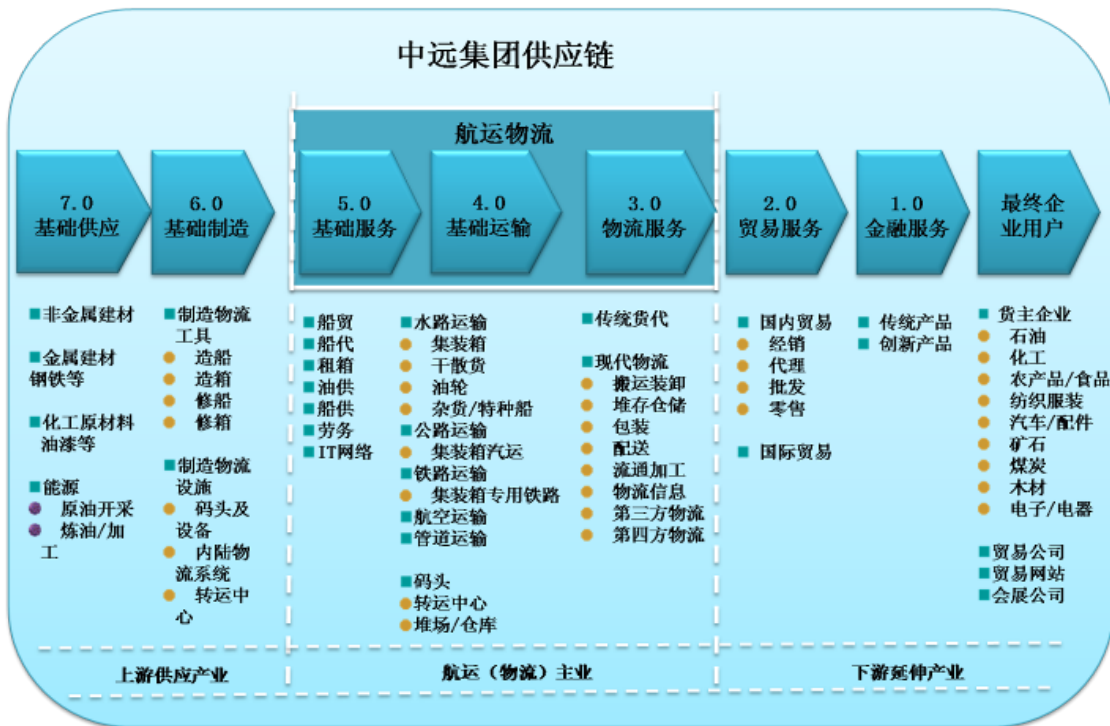 中远集团供应链
航运物流
7.0
基础供应
6.0
基础制造
5.0
基础服务
4.0
基础运输
3.0
物流服务
2.0
贸易服务
1.0
金融服务
最终企
业用户
非金属建材
金属建材
钢铁等
化工原材料
油漆等
能源
原油开采
炼油/加
工
制造物流
工具
造船
造箱
修船
修箱
制造物流
设施
码头及
设备
内陆物
流系统
转运中
心
船贸
船代
租箱
油供
船供
劳务
IT网络
水路运输
集装箱
干散货
油轮
杂货/特种船
公路运输
集装箱汽运
铁路运输
集装箱专用铁路
航空运输
管道运输
码头
转运中心
堆场/仓库
传统货代
现代物流
搬运装卸
堆存仓储
包装
配送
流通加工
物流信息
第三方物流
第四方物流
国内贸易
经销
代理
批发
零售
国际贸易
传统产品
创新产品
货主企业
石油
化工
农产品/食品
纺织服装
汽车/配件
矿石
煤炭
木材
电子/电器
贸易公司
贸易网站
会展公司
上游供应产业
航运（物流）主业
下游延伸产业